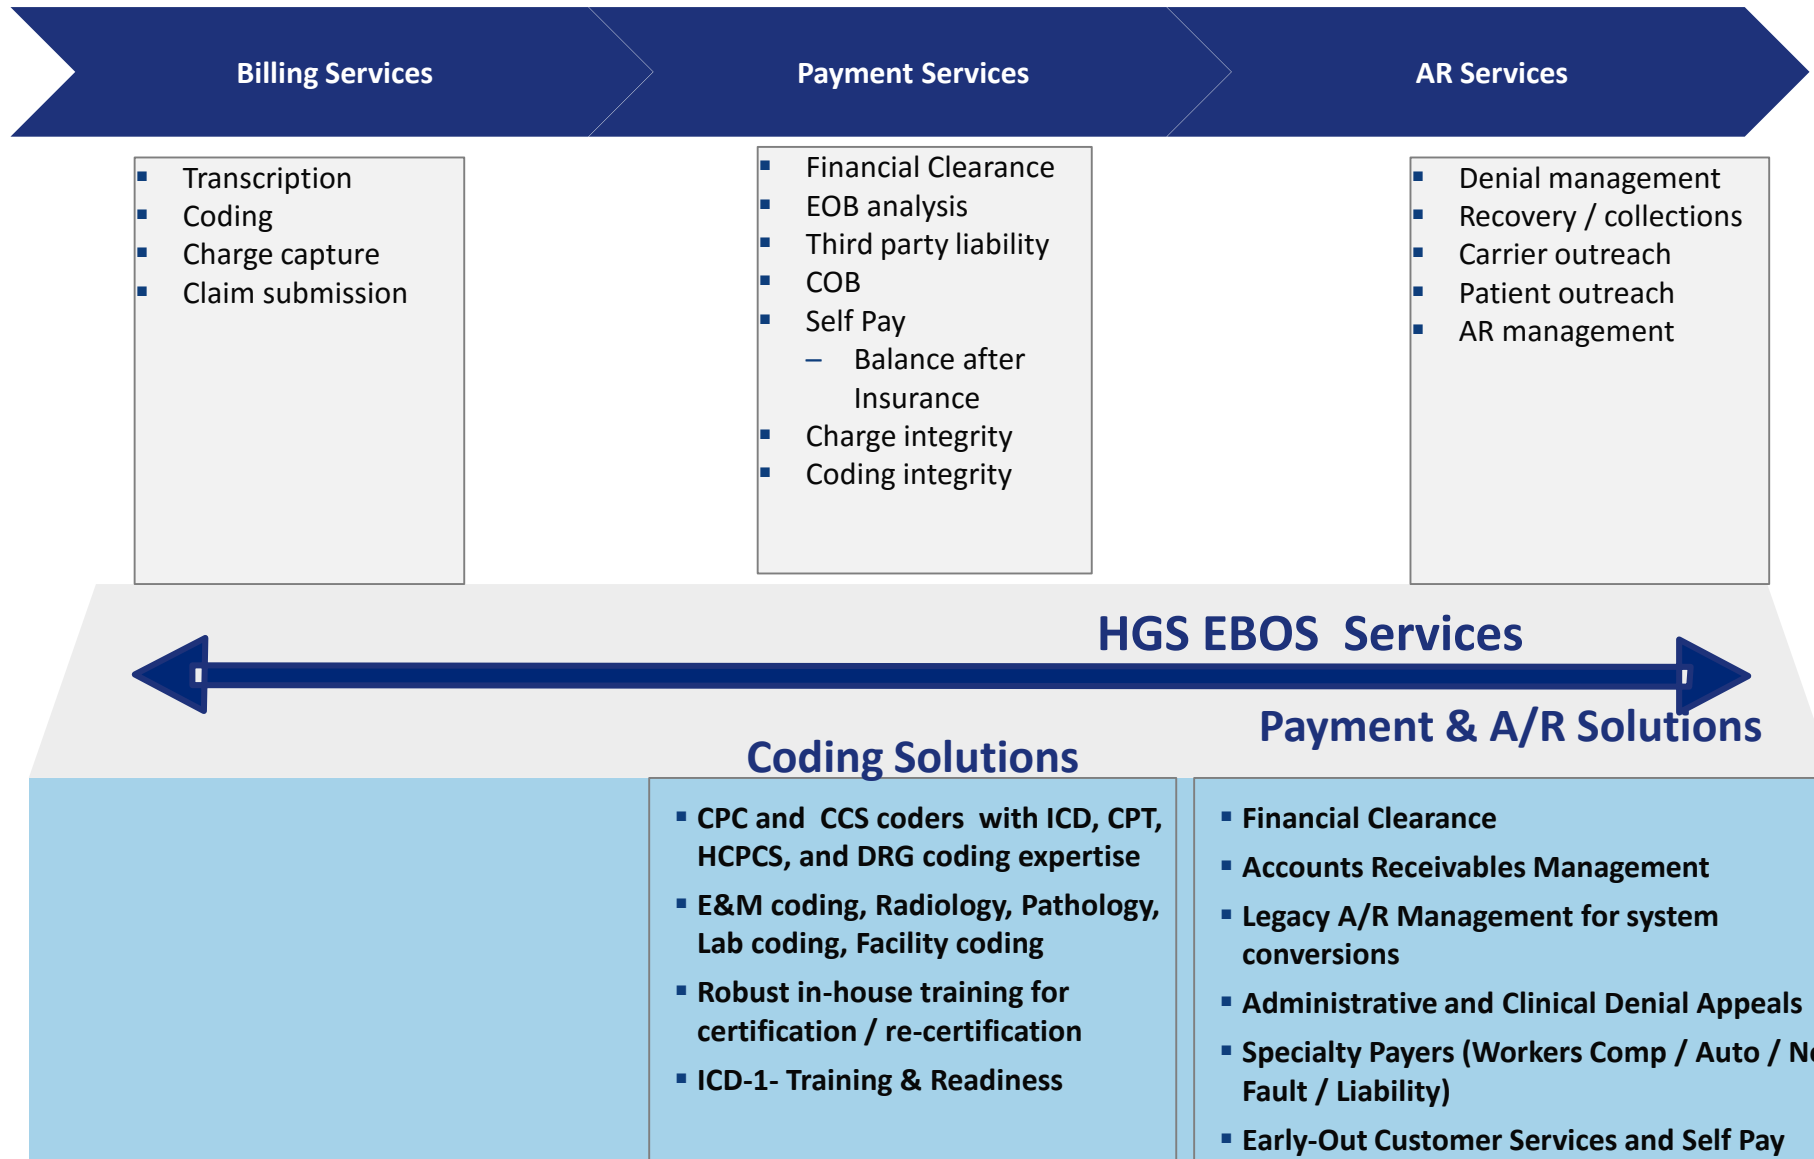 Billing Services
Payment Services
AR Services
▪ Transcription
▪ Coding
▪ Charge capture
▪ Claim submission
▪ Financial Clearance
▪ EOB analysis
▪ Third party liability
▪ COB
▪ Self Pay
– Balance after
Insurance
▪ Charge integrity
▪ Coding integrity
▪ Denial management
▪ Recovery / collections
▪ Carrier outreach
▪ Patient outreach
▪ AR management
HGS EBOS Services
Coding Solutions
▪ CPC and CCS coders with ICD, CPT,
HCPCS, and DRG coding expertise
▪ E&M coding, Radiology, Pathology,
Lab coding, Facility coding
▪ Robust in-house training for
certification / re-certification
▪ ICD-1- Training & Readiness
Payment & A/R Solutions
▪ Financial Clearance
▪ Accounts Receivables Management
▪ Legacy A/R Management for system
conversions
▪ Administrative and Clinical Denial Appeals
▪ Specialty Payers (Workers Comp / Auto /
Fault / Liability)
▪ Early-Out Customer Services and Self Pay